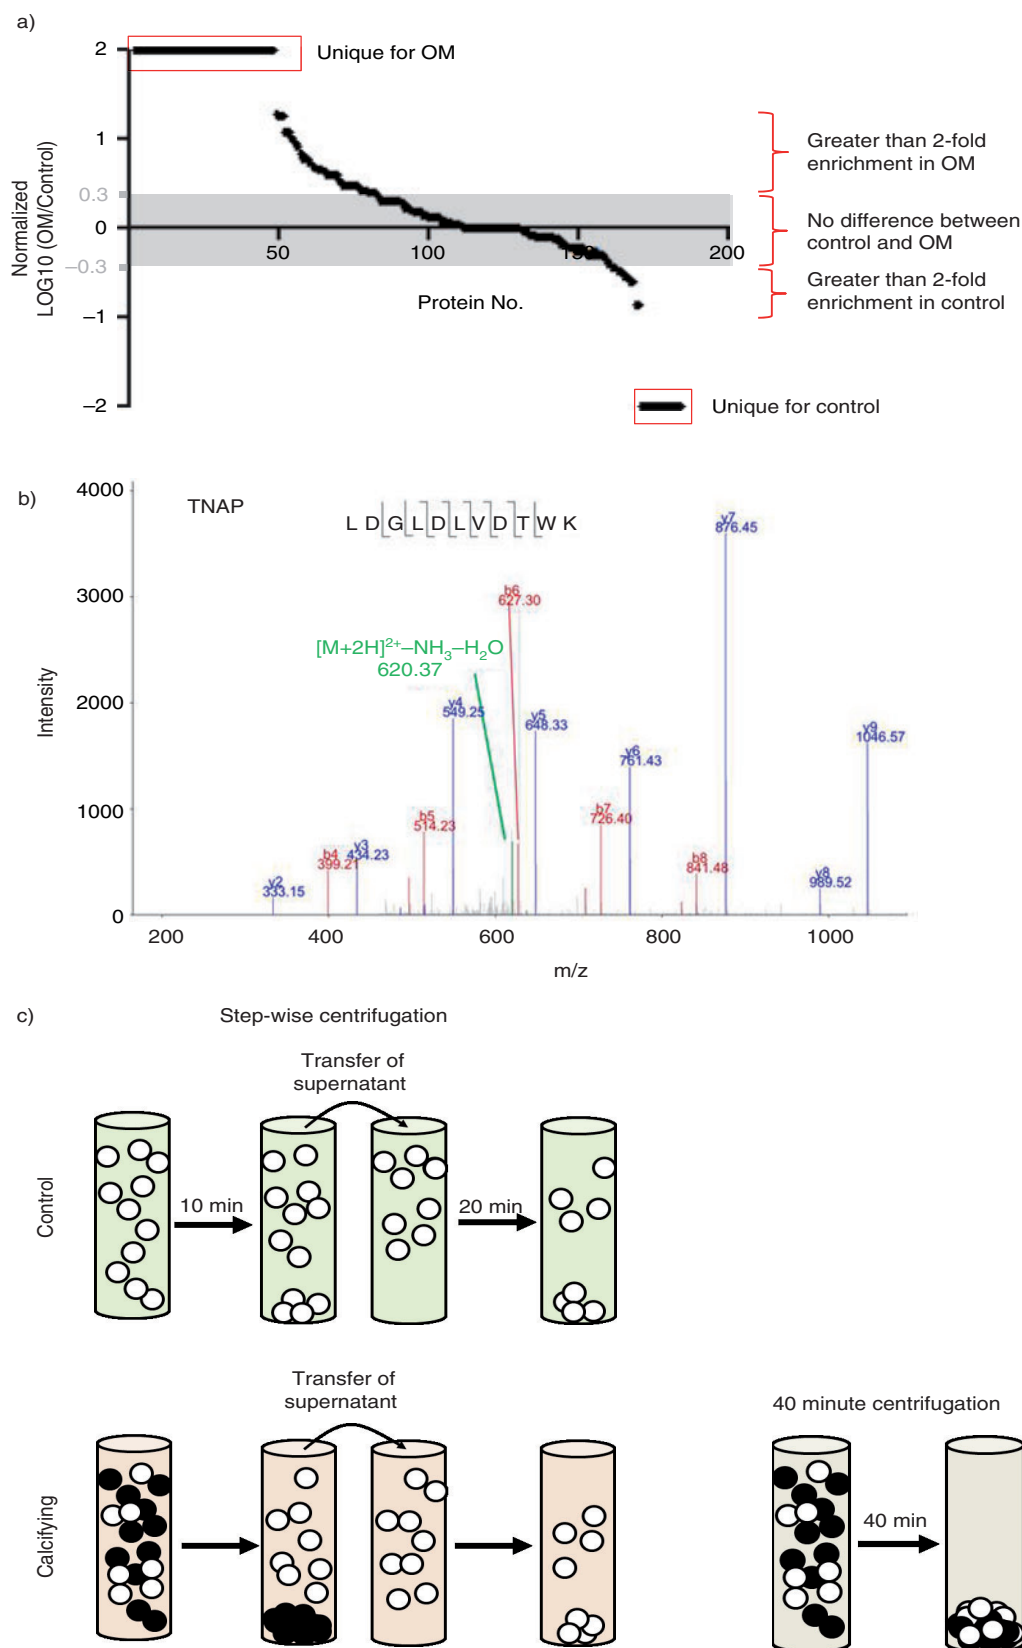 a)
2
Unique for OM
1
Greater than 2-fold
enrichment in OM
0.3
Normalized
LOG10 (OM/Control)
0
No difference between
control and OM
50
100
200
−0.3
Greater than 2-fold
enrichment in control
Protein No.
−1
−2
Unique for control
b)
4000
TNAP
L D G L D L V D T W K
y7
876.45
3000
b6
627.30
[M+2H]²⁺–NH₃–H₂O
620.37
Intensity
2000
y4
549.25
y5
648.33
y9
1046.57
y6
761.43
1000
b5
514.23
b7
726.40
b4
399.21
y3
434.23
b8
841.48
y2
333.15
y8
989.52
0
200
400
600
800
1000
m/z
c)
Step-wise centrifugation
Transfer of
supernatant
Control
10 min
20 min
Transfer of
supernatant
40 minute centrifugation
Calcifying
40 min